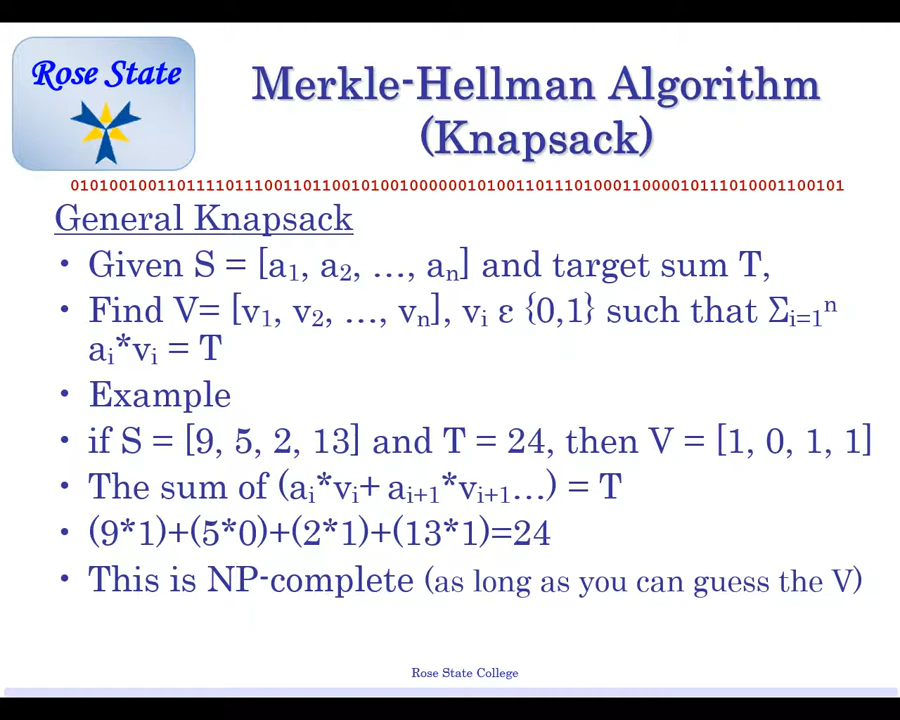 Rose State
Merkle-Hellman Algorithm
(Knapsack)
01010010011011110111001101100101001000000101001101110100011000010111010001100101
General Knapsack
• Given S = [a₁, a₂, …, aₙ] and target sum T,
• Find V= [v₁, v₂, …, vₙ], vᵢ ε {0,1} such that Σᵢ₌₁ⁿ
aᵢ*vᵢ = T
• Example
• if S = [9, 5, 2, 13] and T = 24, then V = [1, 0, 1, 1]
• The sum of (aᵢ*vᵢ+ aᵢ₊₁*vᵢ₊₁…) = T
• (9*1)+(5*0)+(2*1)+(13*1)=24
• This is NP-complete (as long as you can guess the V)
Rose State College